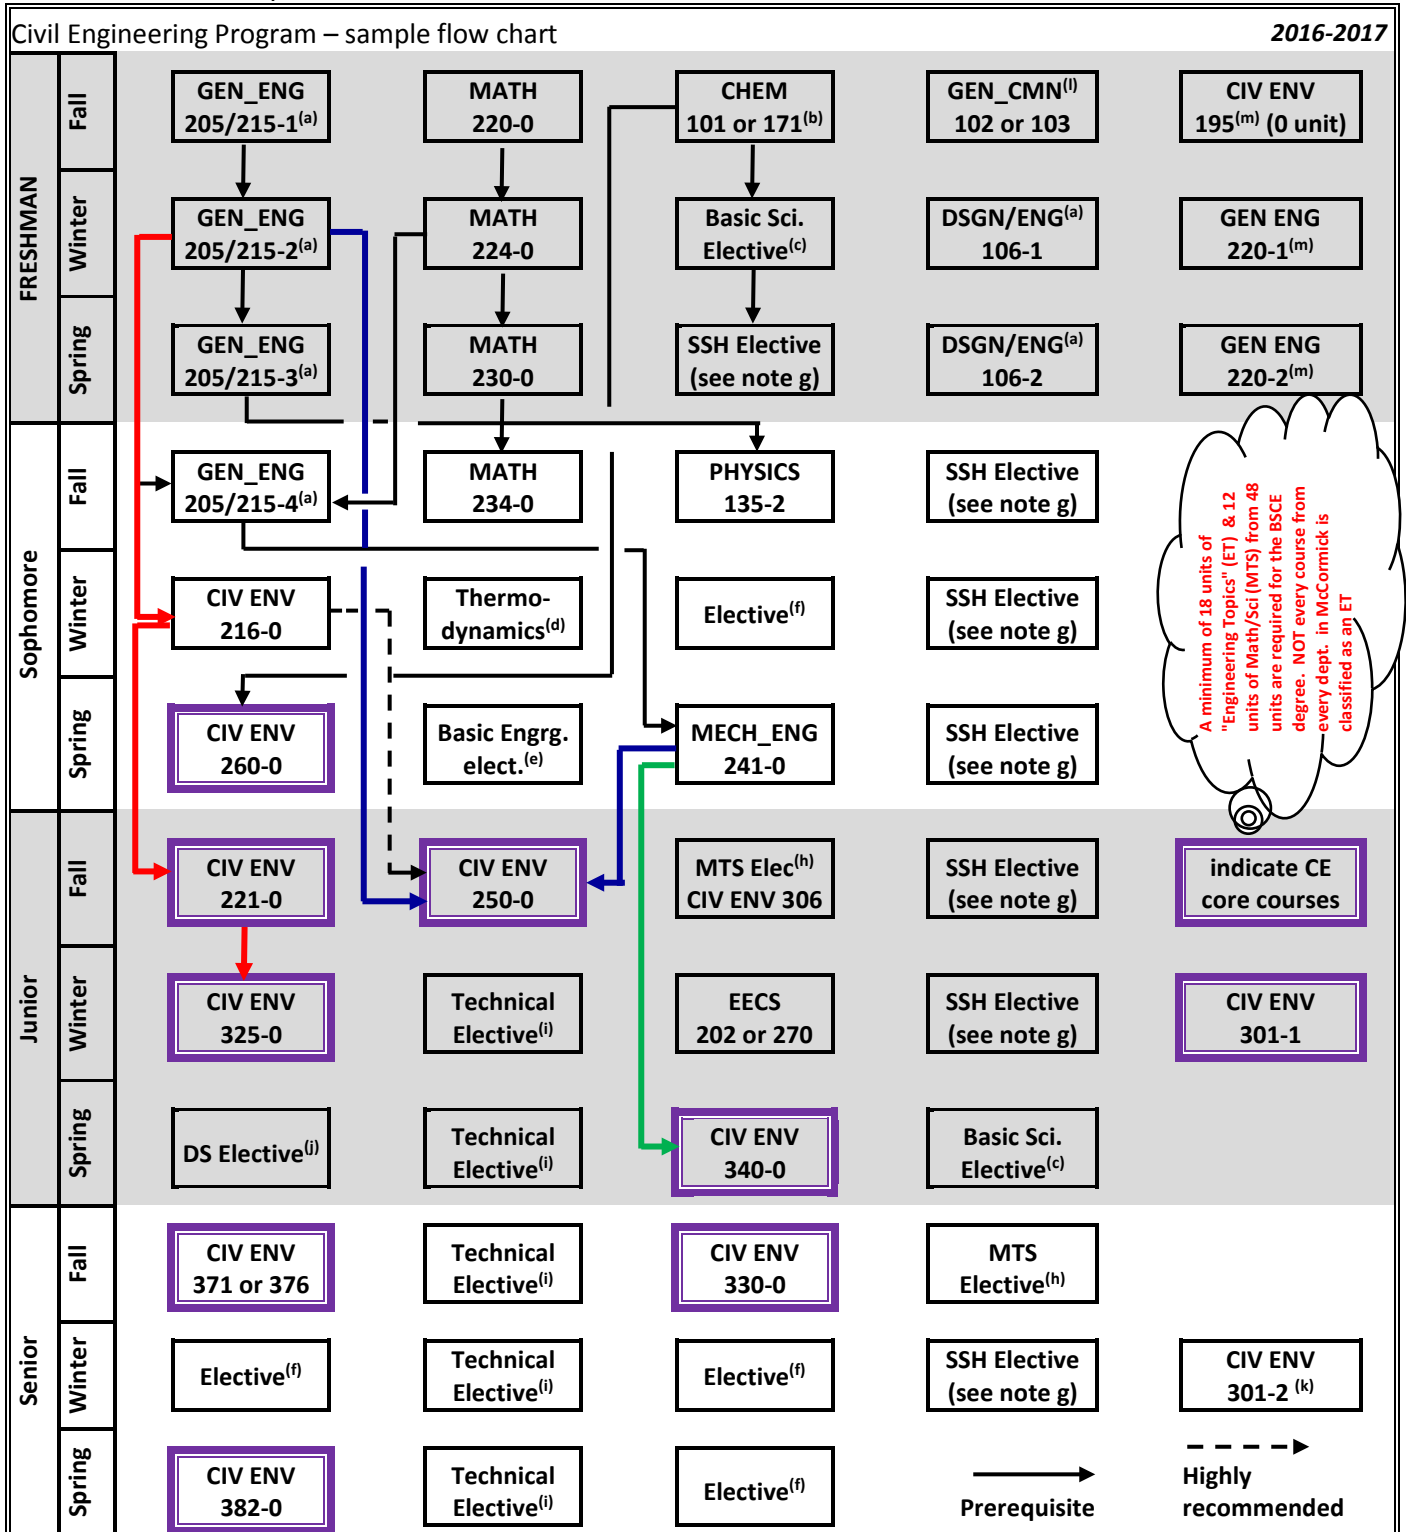 Civil Engineering Program – sample flow chart
2016-2017
FRESHMAN
Fall
GEN_ENG
205/215-1(a)
MATH
220-0
CHEM
101 or 171(b)
GEN_CMN(l)
102 or 103
CIV ENV
195(m) (0 unit)
Winter
GEN_ENG
205/215-2(a)
MATH
224-0
Basic Sci.
Elective(c)
DSGN/ENG(a)
106-1
GEN ENG
220-1(m)
Spring
GEN_ENG
205/215-3(a)
MATH
230-0
SSH Elective
(see note g)
DSGN/ENG(a)
106-2
GEN ENG
220-2(m)
Sophomore
Fall
GEN_ENG
205/215-4(a)
MATH
234-0
PHYSICS
135-2
SSH Elective
(see note g)
A minimum of 18 units of
"Engineering Topics" (ET) & 12
units of Math/Sci (MTS) from 48
units are required for the BSCE
degree. NOT every course from
every dept. in McCormick is
classified as an ET
Winter
CIV ENV
216-0
Thermo-
dynamics(d)
Elective(f)
SSH Elective
(see note g)
Spring
CIV ENV
260-0
Basic Engrg.
elect.(e)
MECH_ENG
241-0
SSH Elective
(see note g)
Junior
Fall
CIV ENV
221-0
CIV ENV
250-0
MTS Elec(h)
CIV ENV 306
SSH Elective
(see note g)
indicate CE
core courses
Winter
CIV ENV
325-0
Technical
Elective(i)
EECS
202 or 270
SSH Elective
(see note g)
CIV ENV
301-1
Spring
DS Elective(j)
Technical
Elective(i)
CIV ENV
340-0
Basic Sci.
Elective(c)
Senior
Fall
CIV ENV
371 or 376
Technical
Elective(i)
CIV ENV
330-0
MTS
Elective(h)
Winter
Elective(f)
Technical
Elective(i)
Elective(f)
SSH Elective
(see note g)
CIV ENV
301-2 (k)
Spring
CIV ENV
382-0
Technical
Elective(i)
Elective(f)
Prerequisite
Highly
recommended